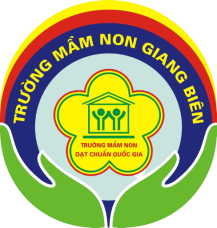 TRƯỜNG MẦM NON GIANG BIÊN
TRƯỜNG MẦM NON
ĐẠT CHUẨN QUỐC GIA